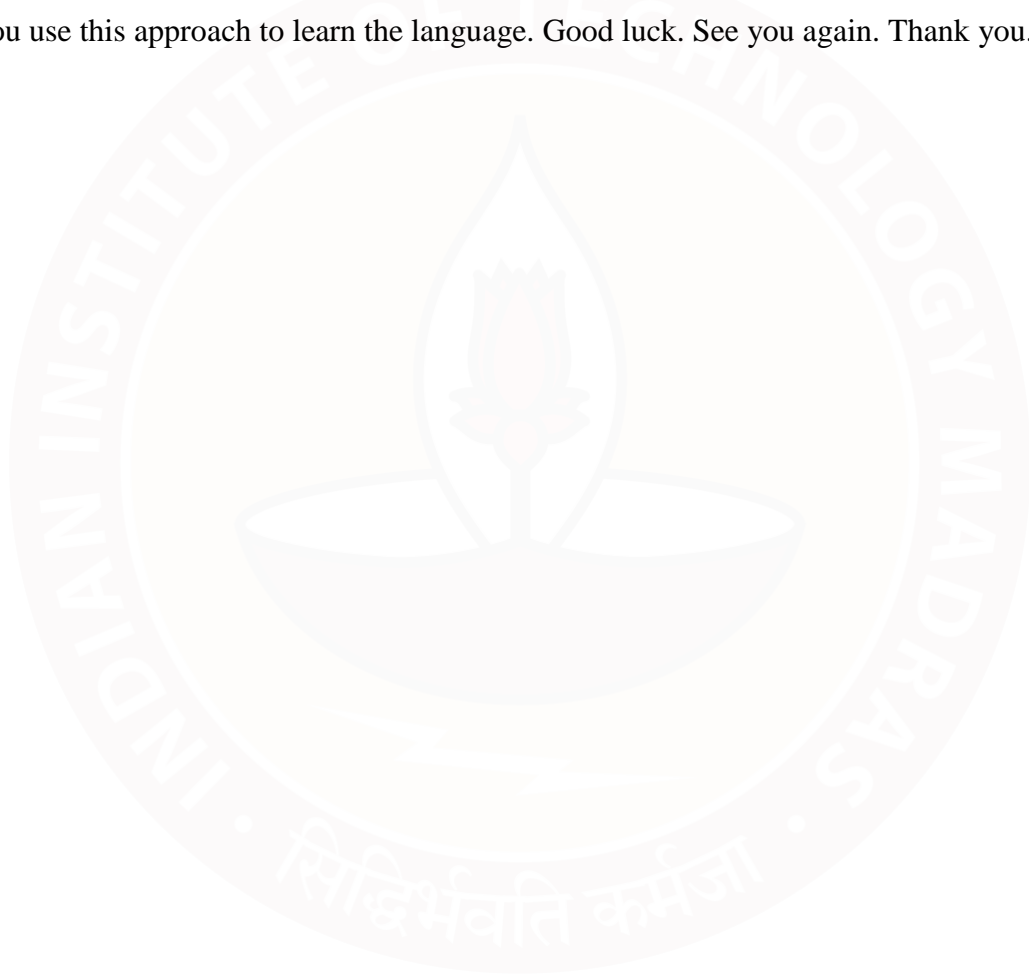 ou use this approach to learn the language. Good luck. See you again. Thank you.
INDIAN INSTITUTE OF TECHNOLOGY MADRAS
सिद्धिर्भवति कर्मजा